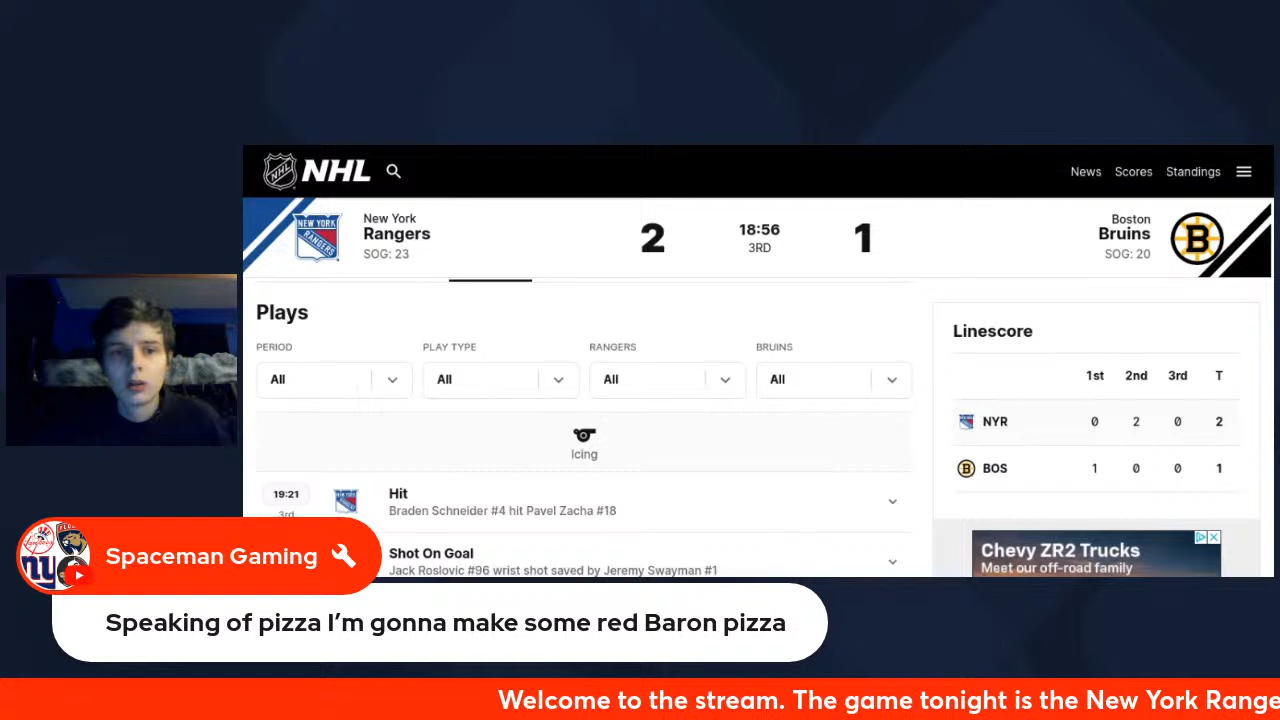 NHL
News Scores Standings
New York
Rangers
SOG: 23
2
18:56
3RD
1
Boston
Bruins
SOG: 20
NEW YORK
RANGERS
B
Plays
PERIOD PLAY TYPE RANGERS BRUINS
All All All All
Icing
19:21
3rd
Hit
Braden Schneider #4 hit Pavel Zacha #18
Shot On Goal
Jack Roslovic #96 wrist shot saved by Jeremy Swayman #1
Linescore
1st 2nd 3rd T
NYR 0 2 0 2
BOS 1 0 0 1
Chevy ZR2 Trucks
Meet our off-road family
ny
Spaceman Gaming
Speaking of pizza I’m gonna make some red Baron pizza
Welcome to the stream. The game tonight is the New York Range